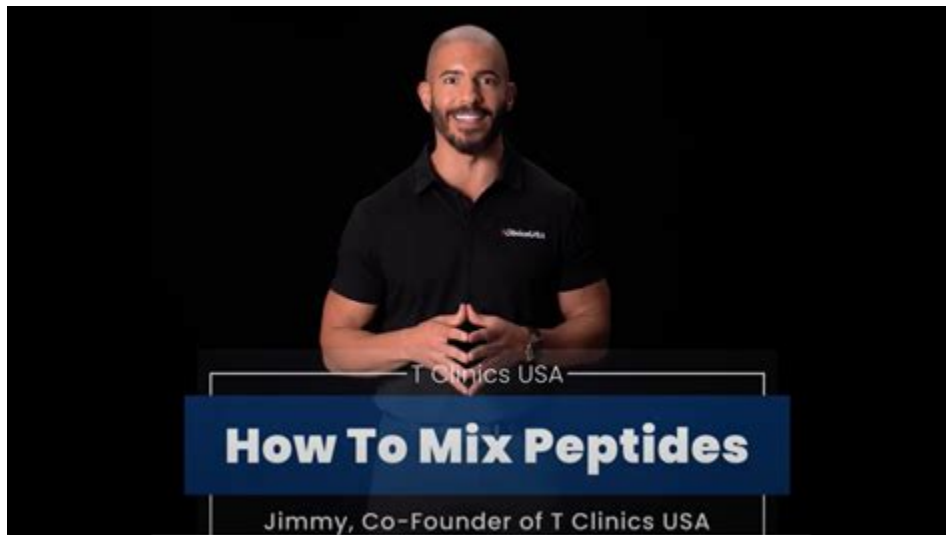 T Clinics USA
How To Mix Peptides
Jimmy, Co-Founder of T Clinics USA